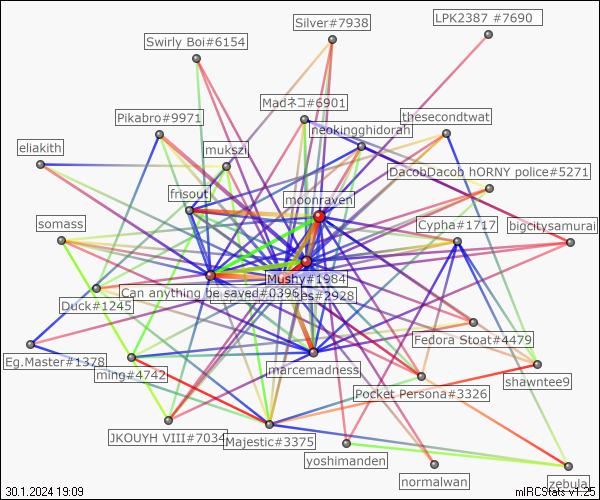 LPK2387 #7690
Silver#7938
Swirly Boi#6154
Madネコ#6901
Pikabro#9971
thesecondtwat
neokingghidorah
eliakith
mukszi
DacobDacob hORNY police#5271
frisout
moonraven
somass
Cypha#1717
bigcitysamurai
Mushy#1984
Can anything be saved#0396
es#2928
Duck#1245
Fedora Stoat#4479
Eg.Master#1378
marcemadness
ming#4742
shawntee9
Pocket Persona#3326
JKOUYH VIII#7034
Majestic#3375
yoshimanden
normalwan
zebula
30.1.2024 19:09
mIRCStats v1.25